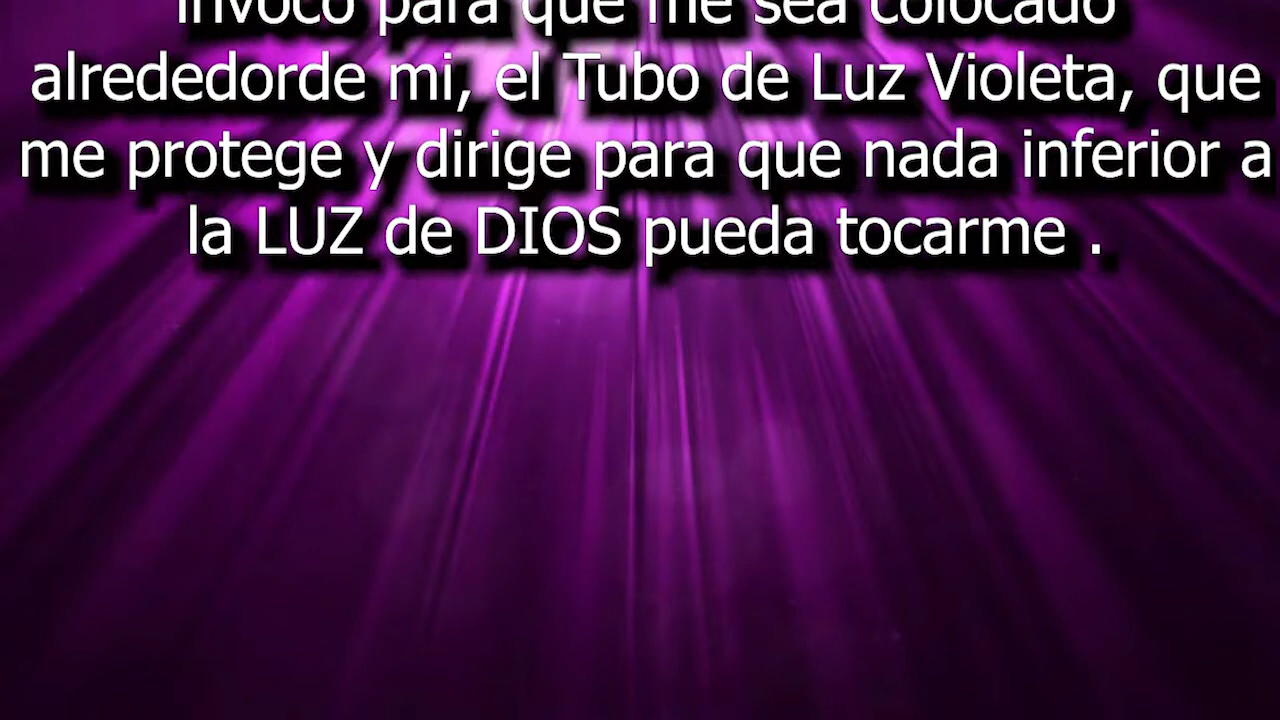 invoco para que me sea colocado
alrededorde mi, el Tubo de Luz Violeta, que
me protege y dirige para que nada inferior a
la LUZ de DIOS pueda tocarme .